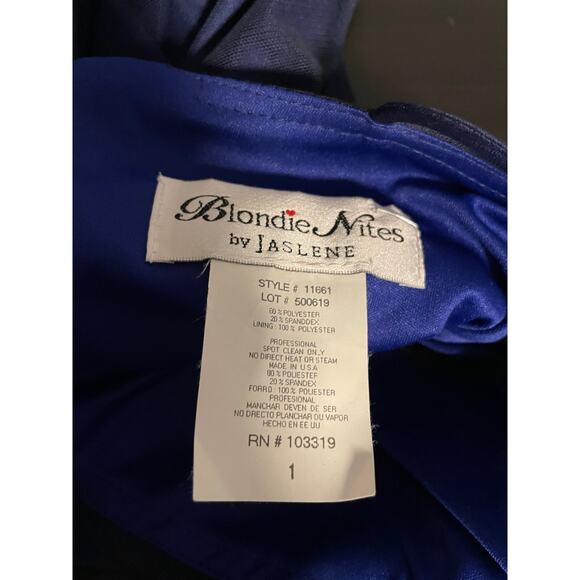 Blondie Nites
by JASLENE
STYLE # 11661
LOT # 500619
80% POLYESTER
20% SPANDDEX
LINING: 100% POLYESTER
PROFESSIONAL
SPOT CLEAN ONLY
NO DIRECT HEAT OR STEAM
MADE IN U.S.A
80% POLIESTER
20% SPANDEX
FORRO: 100% POLIESTER
PROFESIONAL
MANCHAR DEVEN DE SER
NO DIRECTO PLANCHAR DU VAPOR
HECHO EN EE UU
RN # 103319
1